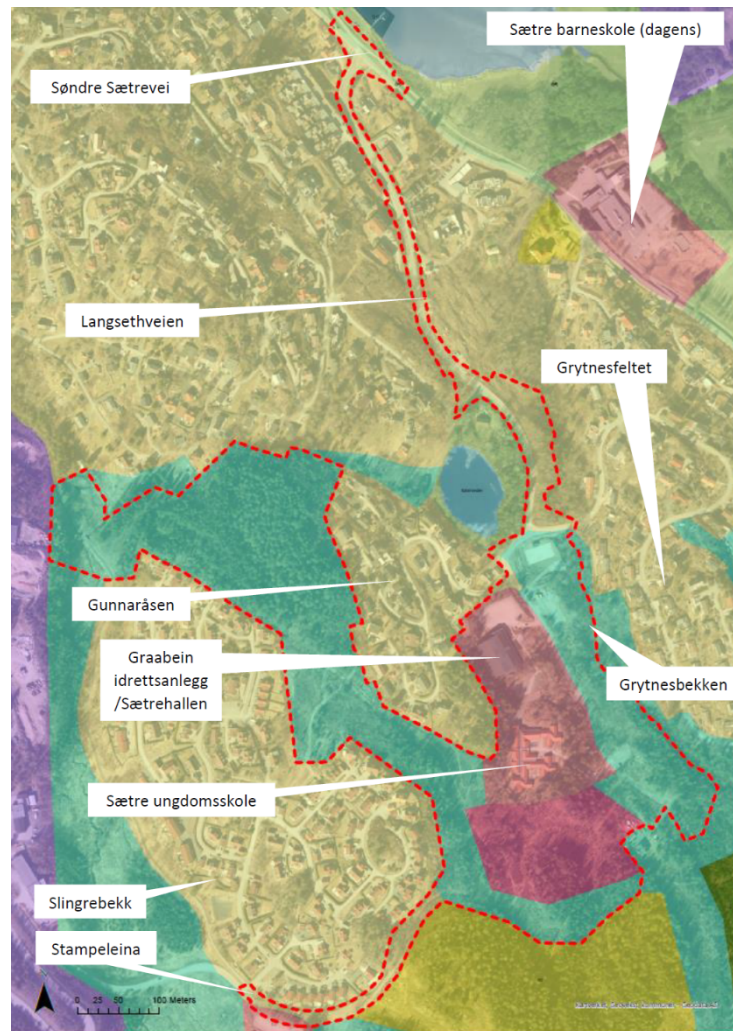 Sætre barneskole (dagens)
Søndre Sætrevei
Langsethveien
Grytnesfeltet
Gunnaråsen
Graabein
idrettsanlegg
/Sætrehallen
Grytnesbekken
Sætre ungdomsskole
Slingrebekk
Stampeleina
0 25 50 100 Meters